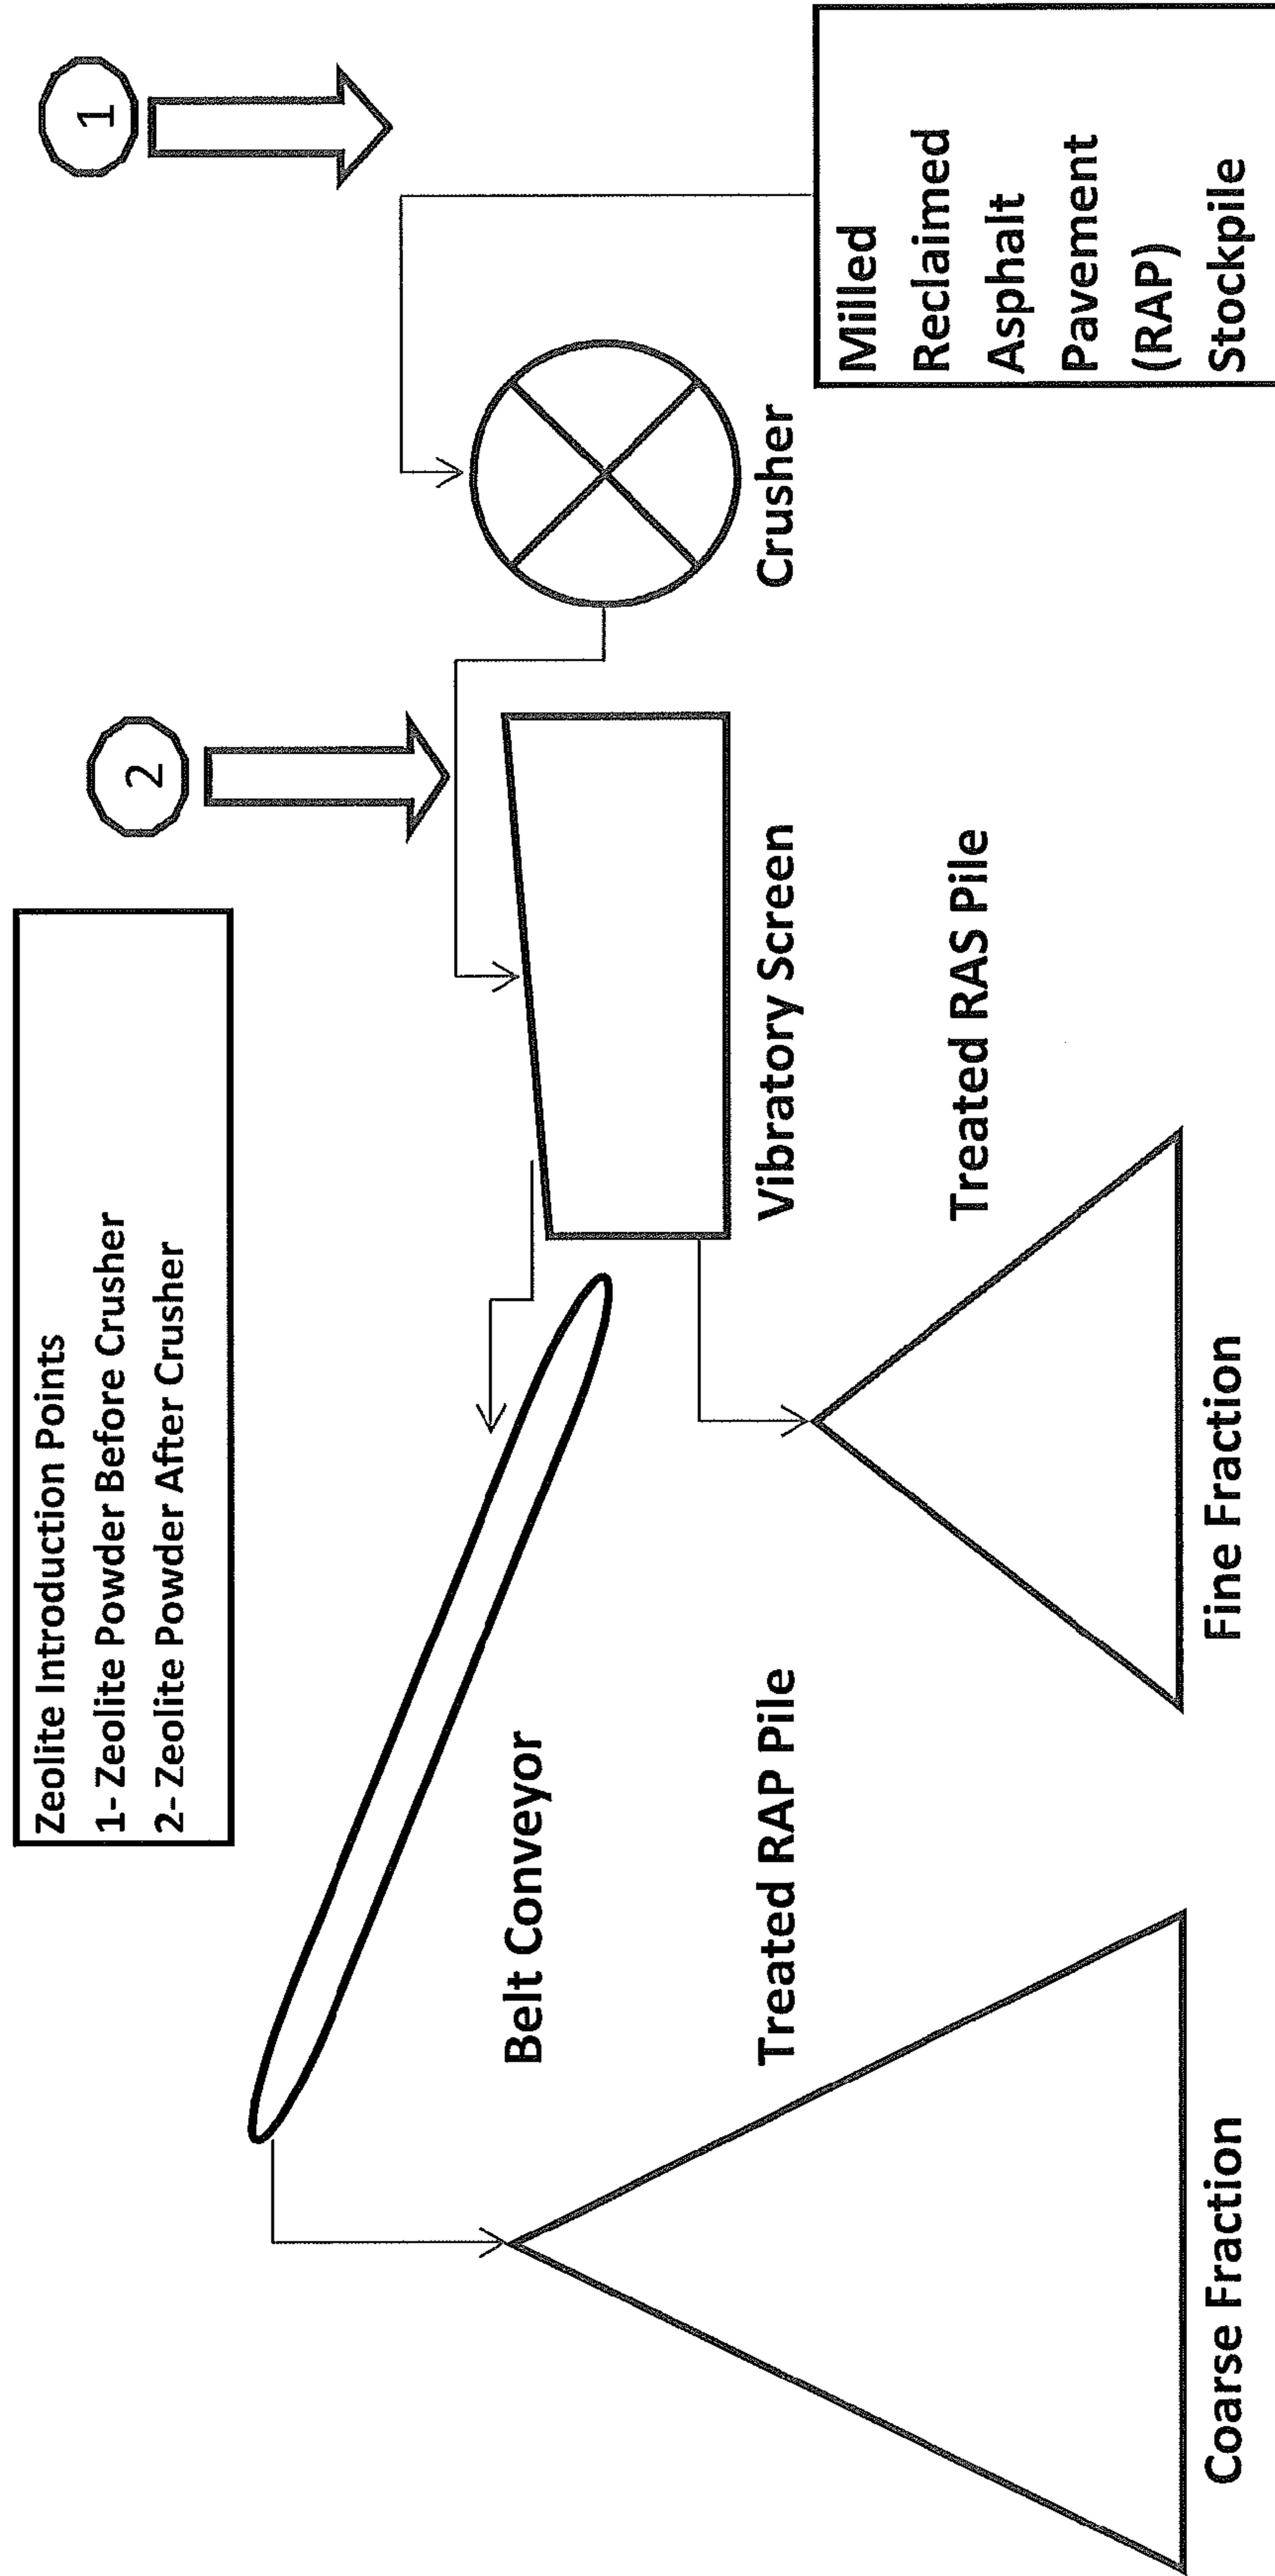 Zeolite Introduction Points
1- Zeolite Powder Before Crusher
2- Zeolite Powder After Crusher
2
1
Belt Conveyor
Vibratory Screen
Crusher
Treated RAP Pile
Treated RAS Pile
Milled
Reclaimed
Asphalt
Pavement
(RAP)
Stockpile
Coarse Fraction
Fine Fraction